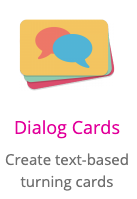 Dialog Cards
Create text-based
turning cards